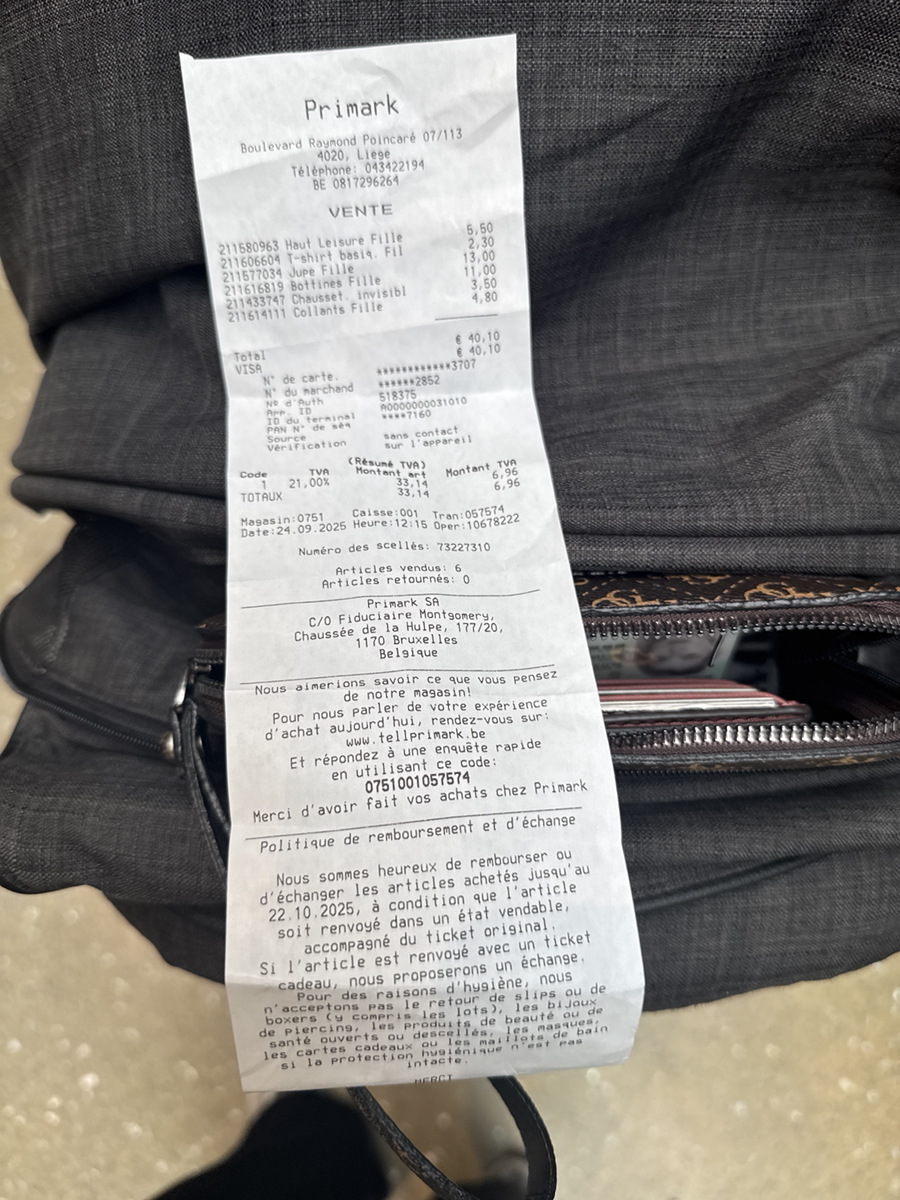 Primark
Boulevard Raymond Poincaré 07/113
4020, Liege
Téléphone: 043422194
BE 0817296264
VENTE
211580963 Haut Leisure Fille 5,50
211606604 T-shirt basiq. Fil 2,30
211577034 Jupe Fille 13,00
211616819 Bottines Fille 11,00
211433747 Chausset. invisibl 3,50
211614111 Collants Fille 4,80
Total € 40,10
VISA € 40,10
N° de carte. ************3707
N° du marchand ******2852
N° d'Auth 518375
App. ID A0000000031010
ID du terminal ****7160
PAN N° de séq
Source sans contact
Vérification sur l'appareil
(Résumé TVA)
Code TVA Montant art Montant TVA
1 21,00% 33,14 6,96
TOTAUX 33,14 6,96
Magasin:0751 Caisse:001 Tran:057574
Date:24.09.2025 Heure:12:15 Oper:10678222
Numéro des scellés: 73227310
Articles vendus: 6
Articles retournés: 0
Primark SA
C/O Fiduciaire Montgomery,
Chaussée de la Hulpe, 177/20,
1170 Bruxelles
Belgique
Nous aimerions savoir ce que vous pensez
de notre magasin!
Pour nous parler de votre expérience
d'achat aujourd'hui, rendez-vous sur:
www.tellprimark.be
Et répondez à une enquête rapide
en utilisant ce code:
0751001057574
Merci d'avoir fait vos achats chez Primark
Politique de remboursement et d'échange
Nous sommes heureux de rembourser ou
d'échanger les articles achetés jusqu'au
22.10.2025, à condition que l'article
soit renvoyé dans un état vendable,
accompagné du ticket original.
Si l'article est renvoyé avec un ticket
cadeau, nous proposerons un échange.
Pour des raisons d'hygiène, nous
n'acceptons pas le retour de slips ou de
boxers (y compris les lots), les bijoux
de piercing, les produits de beauté ou de
santé ouverts ou descellés, les masques,
les cartes cadeaux ou les maillots de bain
si la protection hygiénique n'est pas
intacte.
MERCI